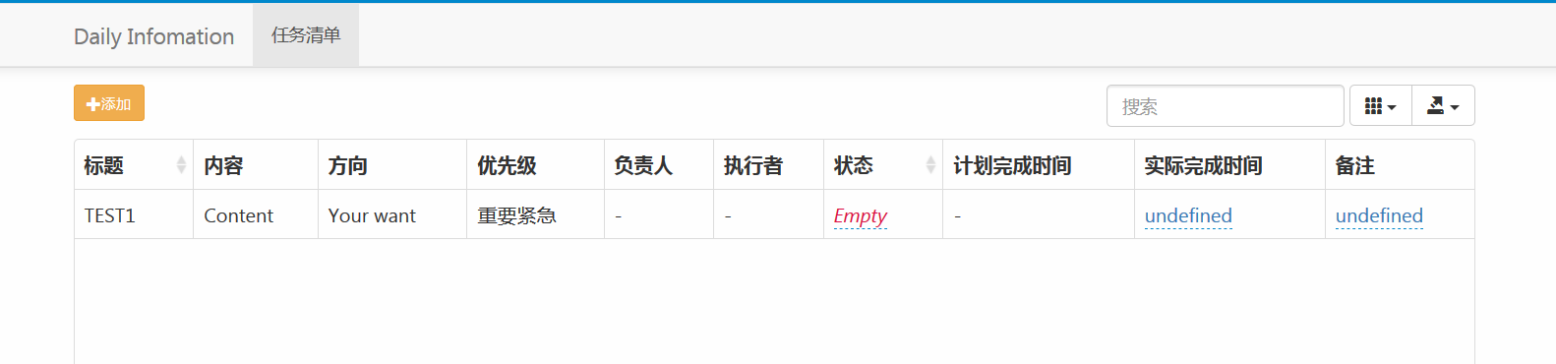 Daily Infomation 任务清单
添加 搜索
标题 内容 方向 优先级 负责人 执行者 状态 计划完成时间 实际完成时间 备注
TEST1 Content Your want 重要紧急 - - Empty - undefined undefined